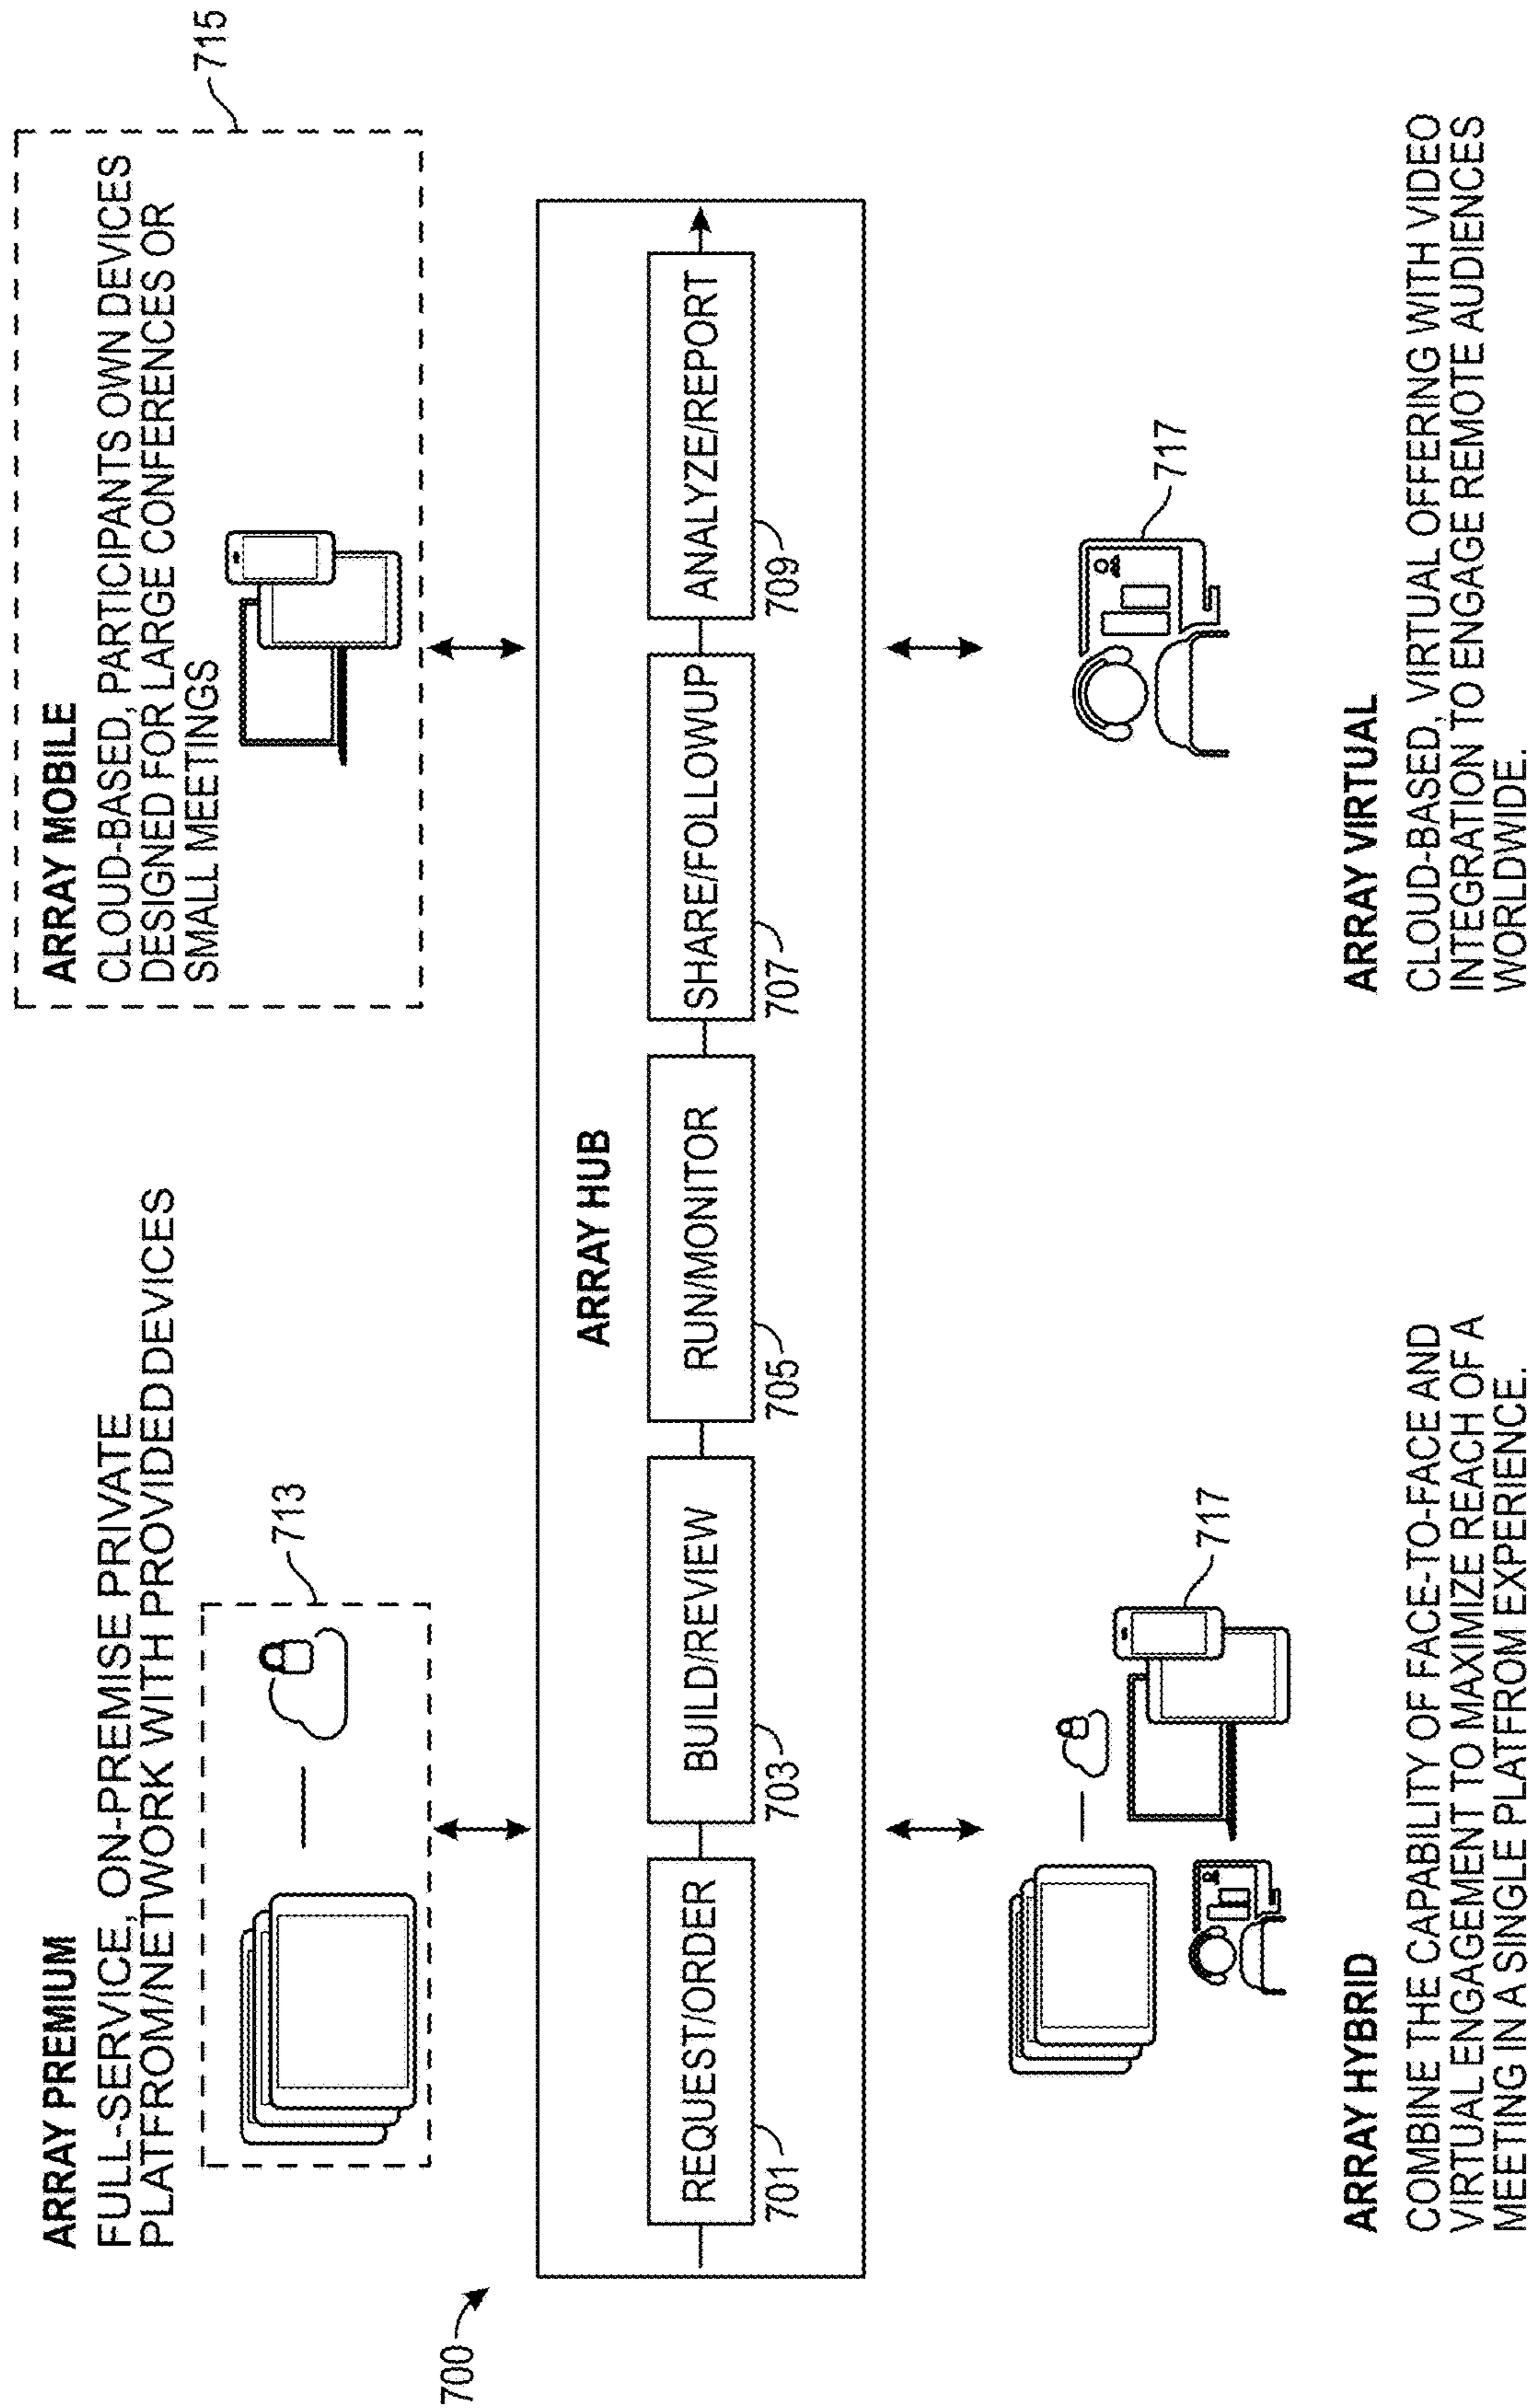 ARRAY PREMIUM
FULL-SERVICE, ON-PREMISE PRIVATE
PLATFROM/NETWORK WITH PROVIDED DEVICES
713
ARRAY MOBILE
CLOUD-BASED, PARTICIPANTS OWN DEVICES
DESIGNED FOR LARGE CONFERENCES OR
SMALL MEETINGS
715
700
ARRAY HUB
REQUEST/ORDER
701
BUILD/REVIEW
703
RUN/MONITOR
705
SHARE/FOLLOWUP
707
ANALYZE/REPORT
709
717
717
ARRAY HYBRID
COMBINE THE CAPABILITY OF FACE-TO-FACE AND
VIRTUAL ENGAGEMENT TO MAXIMIZE REACH OF A
MEETING IN A SINGLE PLATFROM EXPERIENCE.
ARRAY VIRTUAL
CLOUD-BASED, VIRTUAL OFFERING WITH VIDEO
INTEGRATION TO ENGAGE REMOTE AUDIENCES
WORLDWIDE.